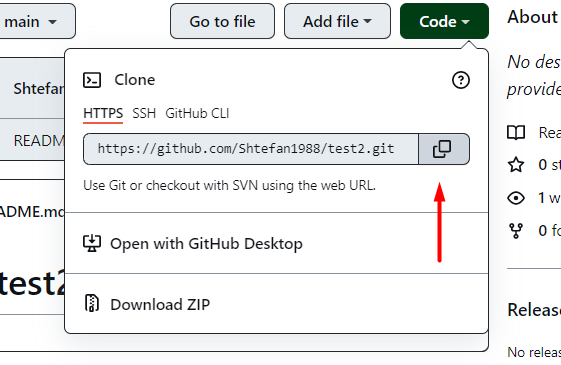 main
Go to file
Add file
Code
About
No des
provide
Clone
Shtefan
HTTPS SSH GitHub CLI
README
https://github.com/Shtefan1988/test2.git
Use Git or checkout with SVN using the web URL.
Rea
0 st
1 w
0 fo
ADME.md
Open with GitHub Desktop
test2
Download ZIP
Releas
No releas